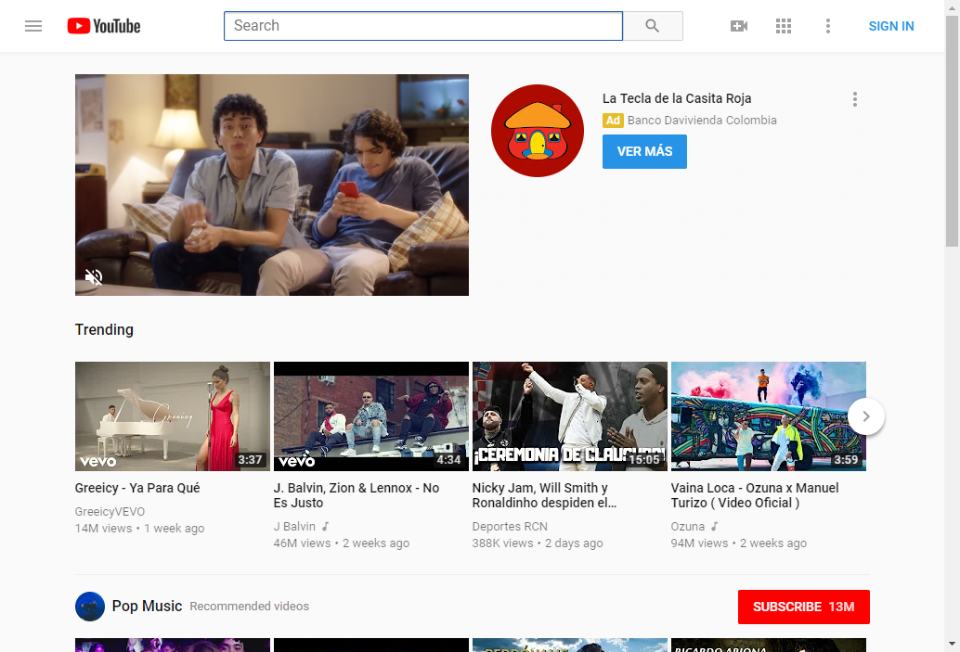 YouTube
Search
SIGN IN
La Tecla de la Casita Roja
Ad Banco Davivienda Colombia
VER MÁS
Trending
Greeicy
vevo
3:37
vevo
4:34
¡CEREMONIA DE CLAUSURA!
15:05
3:59
Greeicy - Ya Para Qué
GreeicyVEVO
14M views • 1 week ago
J. Balvin, Zion & Lennox - No
Es Justo
J Balvin
46M views • 2 weeks ago
Nicky Jam, Will Smith y
Ronaldinho despiden el...
Deportes RCN
388K views • 2 days ago
Vaina Loca - Ozuna x Manuel
Turizo ( Video Oficial )
Ozuna
94M views • 2 weeks ago
Pop Music Recommended videos
SUBSCRIBE 13M